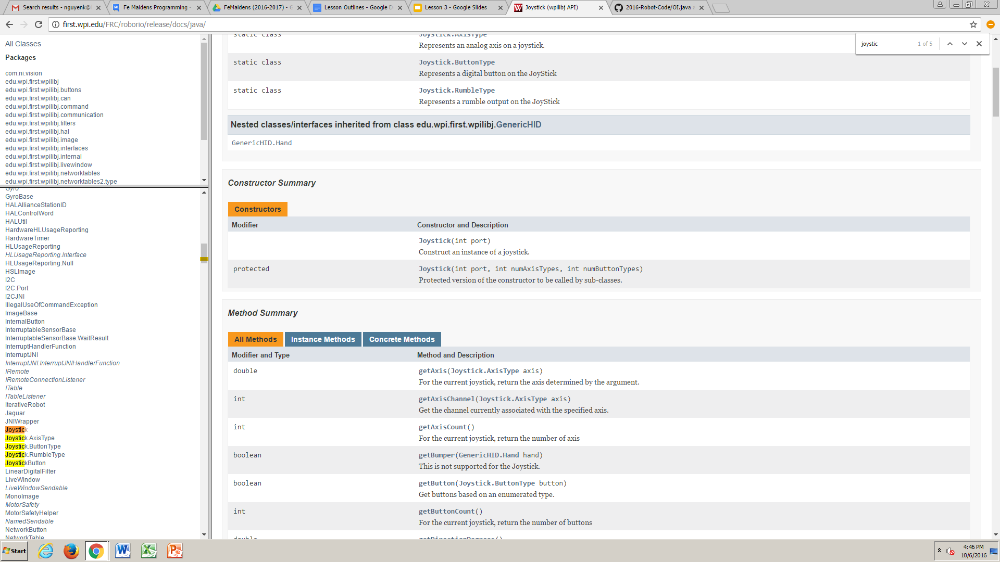 Search results - nguyenk@
Fe Maidens Programming -
FeMaidens (2016-2017) - G
Lesson Outlines - Google D
Lesson 3 - Google Slides
Joystick (wpilibj API)
2016-Robot-Code/OI.java a
first.wpi.edu/FRC/roborio/release/docs/java/
joystic
1 of 5
All Classes
Packages
com.ni.vision
edu.wpi.first.wpilibj
edu.wpi.first.wpilibj.buttons
edu.wpi.first.wpilibj.can
edu.wpi.first.wpilibj.command
edu.wpi.first.wpilibj.communication
edu.wpi.first.wpilibj.filters
edu.wpi.first.wpilibj.hal
edu.wpi.first.wpilibj.image
edu.wpi.first.wpilibj.interfaces
edu.wpi.first.wpilibj.internal
edu.wpi.first.wpilibj.livewindow
edu.wpi.first.wpilibj.networktables
edu.wpi.first.wpilibj.networktables2.type
Gyro
GyroBase
HALAllianceStationID
HALControlWord
HALUtil
HardwareHLUsageReporting
HardwareTimer
HLUsageReporting
HLUsageReporting.Interface
HLUsageReporting.Null
HSLImage
I2C
I2C.Port
I2CJNI
IllegalUseOfCommandException
ImageBase
InternalButton
InterruptableSensorBase
InterruptableSensorBase.WaitResult
InterruptHandlerFunction
InterruptJNI
InterruptJNI.InterruptJNIHandlerFunction
IRemote
IRemoteConnectionListener
ITable
ITableListener
IterativeRobot
Jaguar
JNIWrapper
Joystick
Joystick.AxisType
Joystick.ButtonType
Joystick.RumbleType
JoystickButton
LinearDigitalFilter
LiveWindow
LiveWindowSendable
MonoImage
MotorSafety
MotorSafetyHelper
NamedSendable
NetworkButton
NetworkTable
static class Joystick.AxisType
Represents an analog axis on a joystick.
static class Joystick.ButtonType
Represents a digital button on the JoyStick
static class Joystick.RumbleType
Represents a rumble output on the JoyStick
Nested classes/interfaces inherited from class edu.wpi.first.wpilibj.GenericHID
GenericHID.Hand
Constructor Summary
Constructors
Modifier Constructor and Description
Joystick(int port)
Construct an instance of a joystick.
protected Joystick(int port, int numAxisTypes, int numButtonTypes)
Protected version of the constructor to be called by sub-classes.
Method Summary
All Methods Instance Methods Concrete Methods
Modifier and Type Method and Description
double getAxis(Joystick.AxisType axis)
For the current joystick, return the axis determined by the argument.
int getAxisChannel(Joystick.AxisType axis)
Get the channel currently associated with the specified axis.
int getAxisCount()
For the current joystick, return the number of axis
boolean getBumper(GenericHID.Hand hand)
This is not supported for the Joystick.
boolean getButton(Joystick.ButtonType button)
Get buttons based on an enumerated type.
int getButtonCount()
For the current joystick, return the number of buttons
double getDirectionDegrees()
Start
4:46 PM
10/6/2016